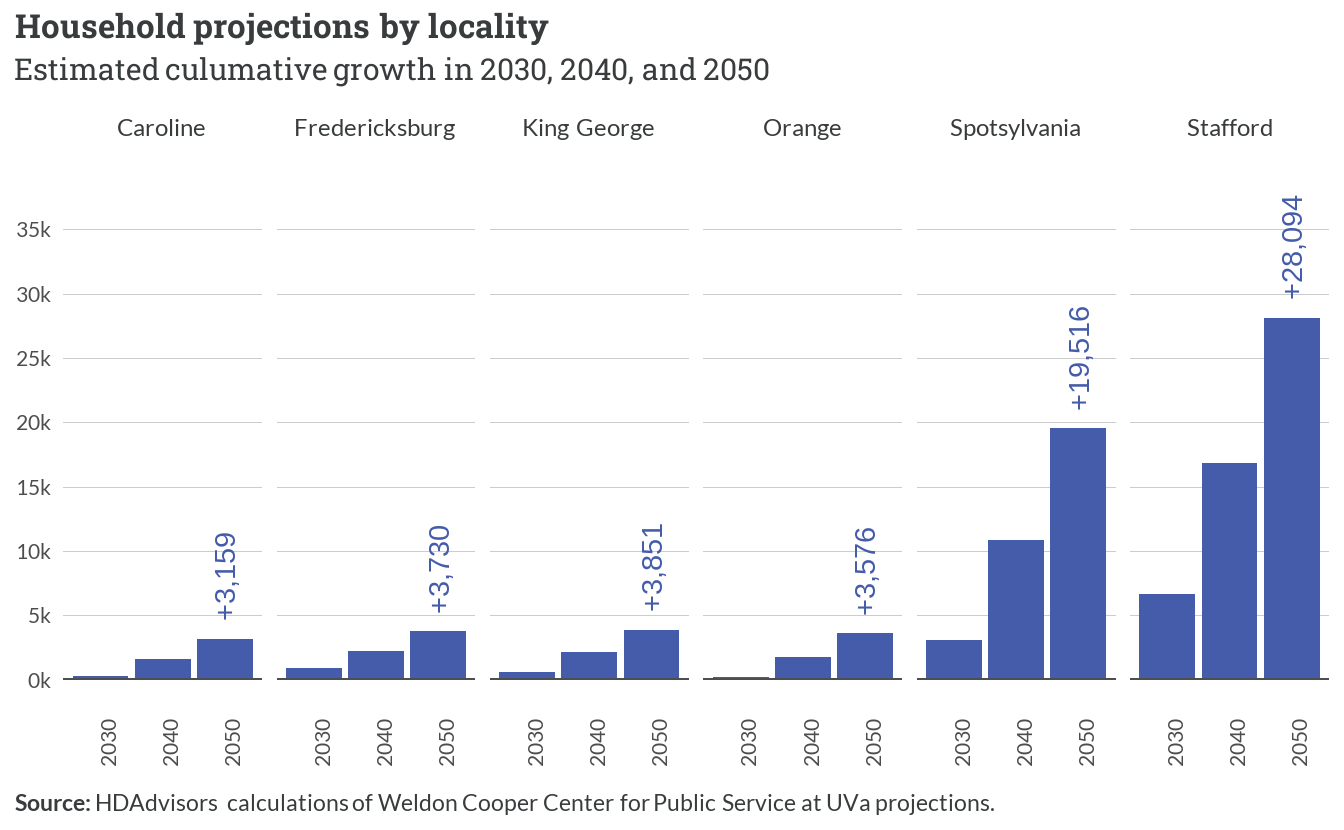 Household projections by locality
Estimated culumative growth in 2030, 2040, and 2050
Caroline Fredericksburg King George Orange Spotsylvania Stafford
35k
30k
25k
20k
15k
10k
5k
0k
+3,159 +3,730 +3,851 +3,576 +19,516 +28,094
2030 2040 2050 2030 2040 2050 2030 2040 2050 2030 2040 2050 2030 2040 2050 2030 2040 2050
Source: HDAdvisors calculations of Weldon Cooper Center for Public Service at UVa projections.